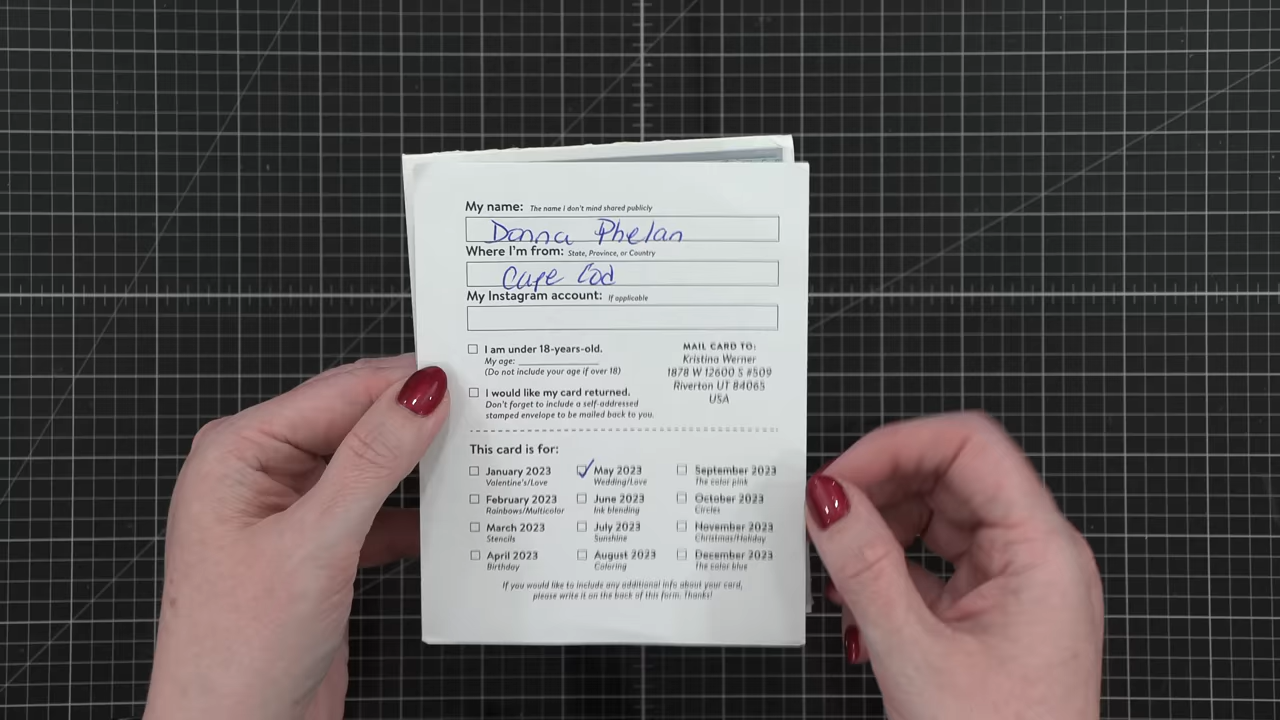 My name: The name I don't mind shared publicly
Donna Phelan
Where I'm from: State, Province, or Country
Cape Cod
My Instagram account: If applicable
I am under 18-years-old.
My age:
(Do not include your age if over 18)
I would like my card returned.
Don't forget to include a self-addressed
stamped envelope to be mailed back to you.
MAIL CARD TO:
Kristina Werner
1878 W 12600 S #509
Riverton UT 84065
USA
This card is for:
January 2023
Valentine's/Love
February 2023
Rainbows/Multicolor
March 2023
Stencils
April 2023
Birthday
May 2023
Wedding/Love
June 2023
Ink blending
July 2023
Sunshine
August 2023
Coloring
September 2023
The color pink
October 2023
Circles
November 2023
Christmas/Holiday
December 2023
The color blue
If you would like to include any additional info about your card,
please write it on the back of this form. Thanks!